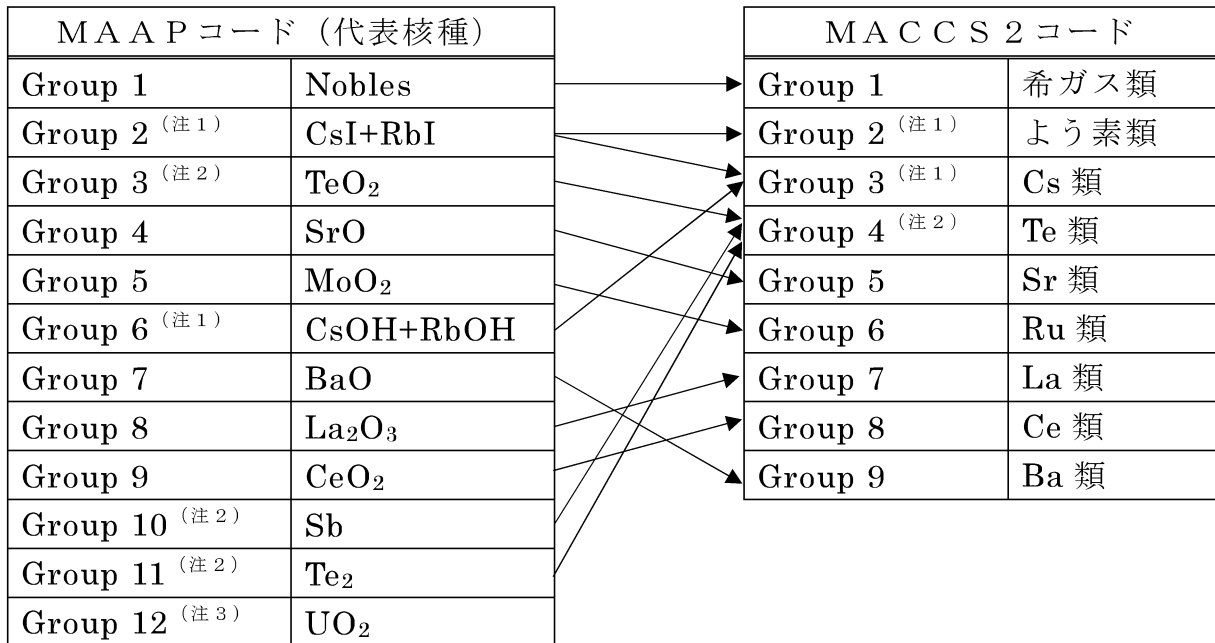 ＭＡＡＰコード（代表核種）
Group 1 Nobles
Group 2 （注１） CsI+RbI
Group 3 （注２） TeO₂
Group 4 SrO
Group 5 MoO₂
Group 6 （注１） CsOH+RbOH
Group 7 BaO
Group 8 La₂O₃
Group 9 CeO₂
Group 10 （注２） Sb
Group 11 （注２） Te₂
Group 12 （注３） UO₂
ＭＡＣＣＳ２コード
Group 1 希ガス類
Group 2 （注１） よう素類
Group 3 （注１） Cs 類
Group 4 （注２） Te 類
Group 5 Sr 類
Group 6 Ru 類
Group 7 La 類
Group 8 Ce 類
Group 9 Ba 類